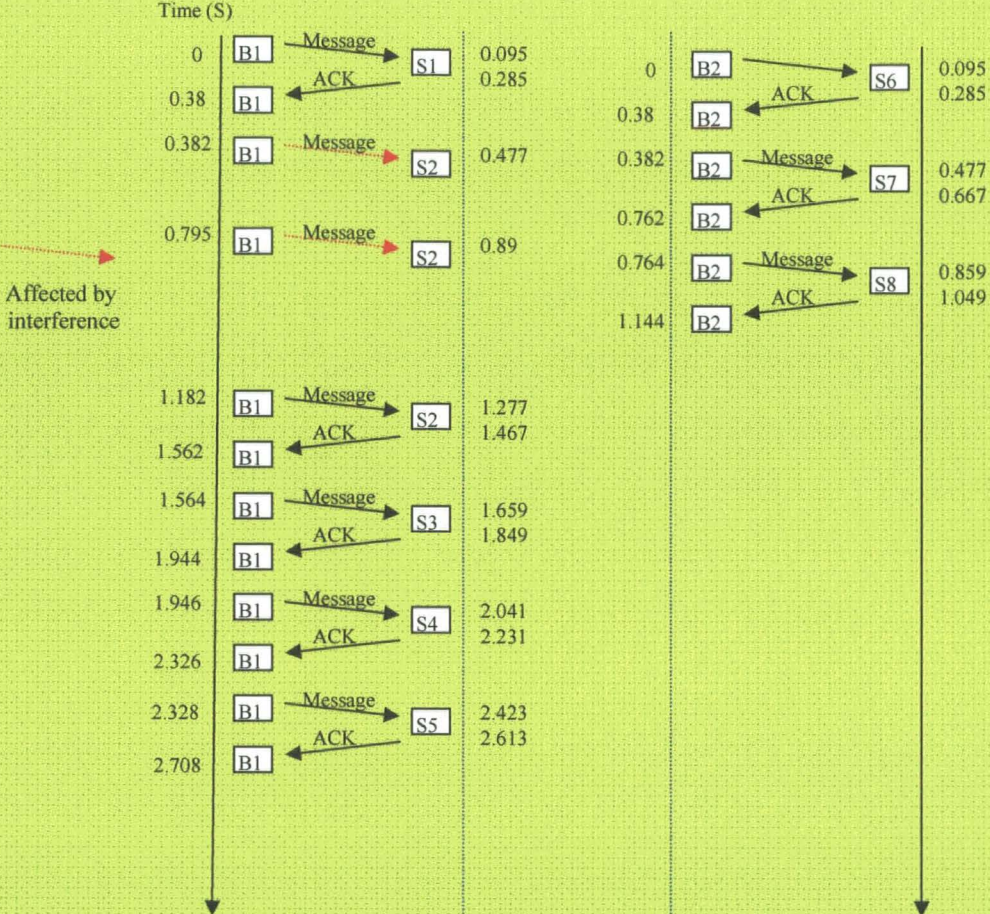 Time (S)
0 B1 Message S1 0.095
ACK 0.285
0.38 B1
0.382 B1 Message S2 0.477
0.795 B1 Message S2 0.89
Affected by
interference
1.182 B1 Message S2 1.277
ACK 1.467
1.562 B1
1.564 B1 Message S3 1.659
ACK 1.849
1.944 B1
1.946 B1 Message S4 2.041
ACK 2.231
2.326 B1
2.328 B1 Message S5 2.423
ACK 2.613
2.708 B1
0 B2 S6 0.095
ACK 0.285
0.38 B2
0.382 B2 Message S7 0.477
ACK 0.667
0.762 B2
0.764 B2 Message S8 0.859
ACK 1.049
1.144 B2